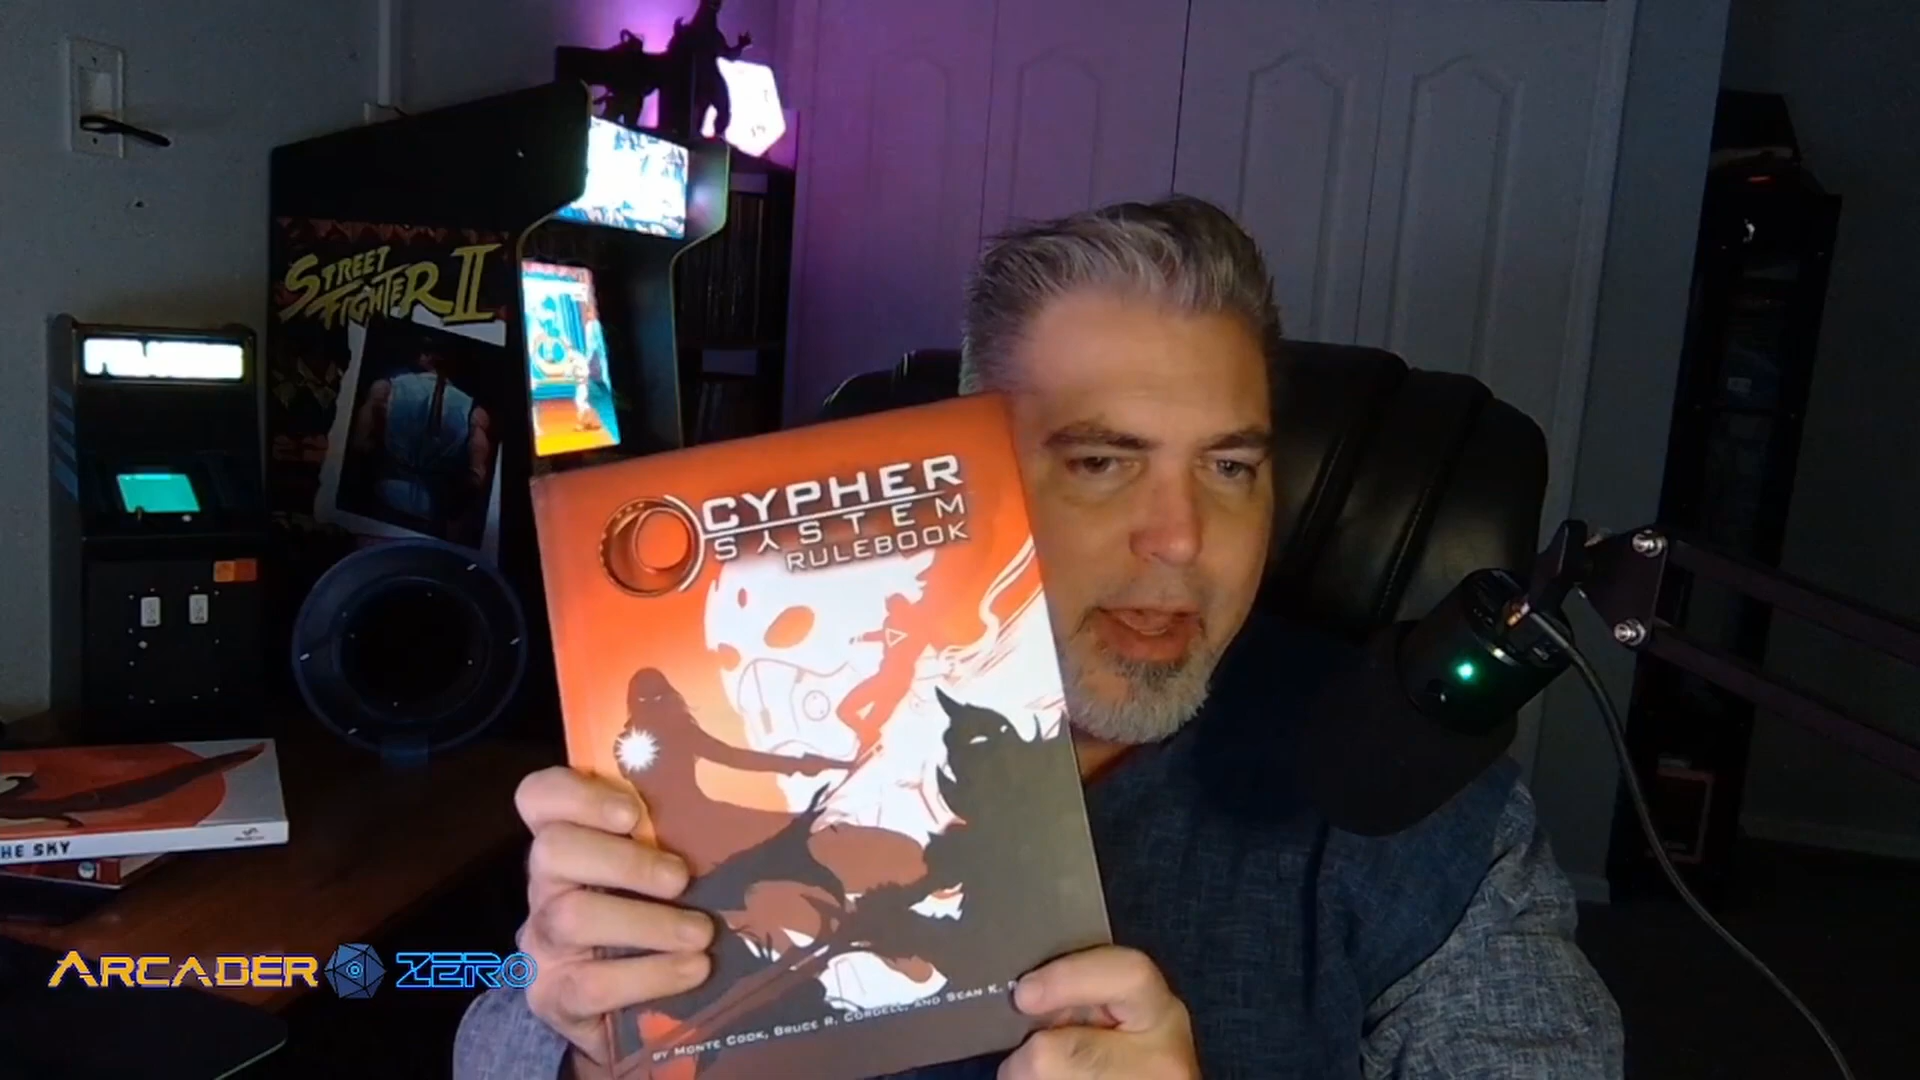 STREET
FIGHTER II
CYPHER
SYSTEM
RULEBOOK
HE SKY
ARCADER ZERO
BY MONTE COOK, BRUCE R. CORDELL, AND SEAN K. R